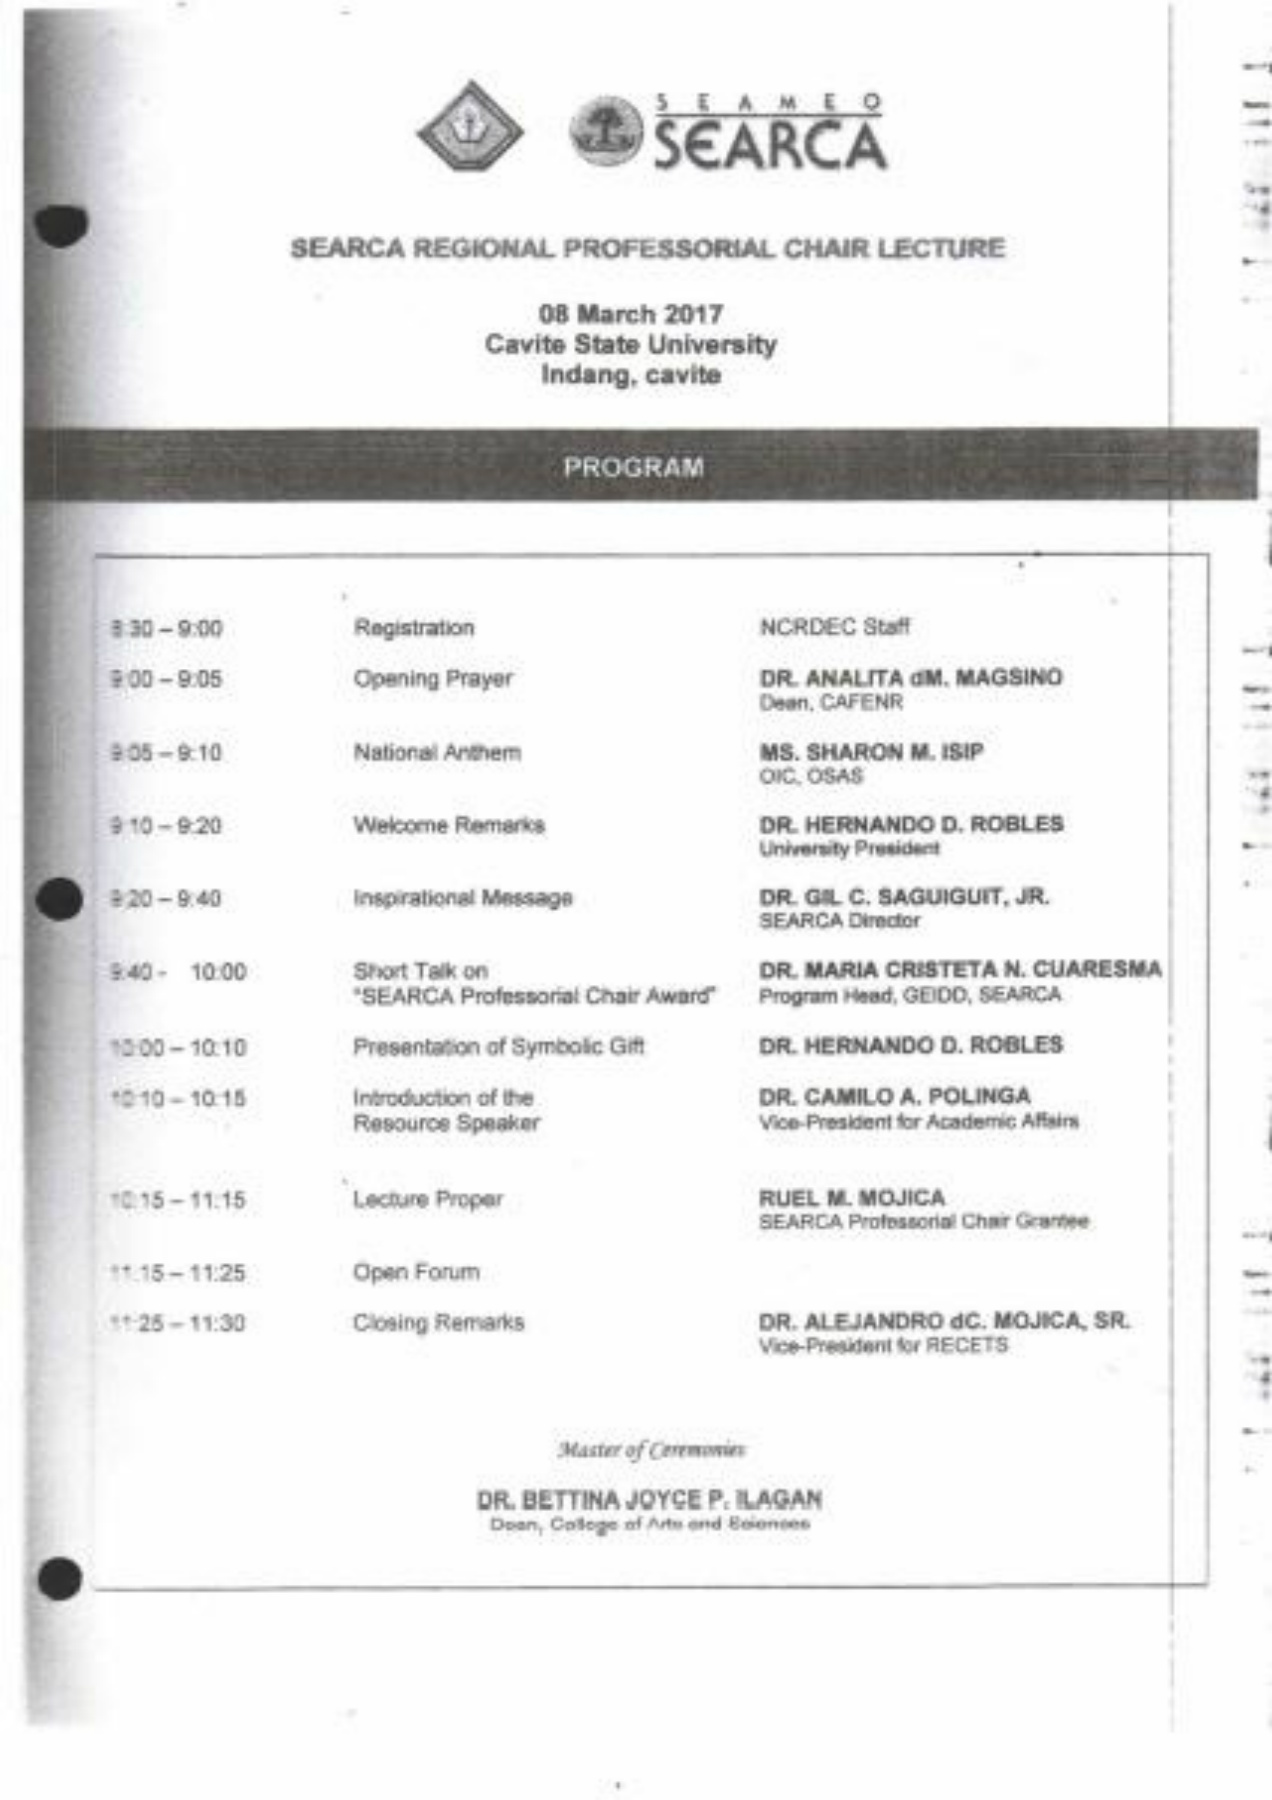 SEAMEO
SEARCA
SEARCA REGIONAL PROFESSORIAL CHAIR LECTURE
08 March 2017
Cavite State University
Indang, cavite
PROGRAM
8:30 – 9:00 Registration NCRDEC Staff
9:00 – 9:05 Opening Prayer DR. ANALITA dM. MAGSINO
Dean, CAFENR
9:05 – 9:10 National Anthem MS. SHARON M. ISIP
OIC, OSAS
9:10 – 9:20 Welcome Remarks DR. HERNANDO D. ROBLES
University President
9:20 – 9:40 Inspirational Message DR. GIL C. SAGUIGUIT, JR.
SEARCA Director
9:40 - 10:00 Short Talk on DR. MARIA CRISTETA N. CUARESMA
"SEARCA Professorial Chair Award" Program Head, GEIDD, SEARCA
10:00 – 10:10 Presentation of Symbolic Gift DR. HERNANDO D. ROBLES
10:10 – 10:15 Introduction of the DR. CAMILO A. POLINGA
Resource Speaker Vice-President for Academic Affairs
10:15 – 11:15 Lecture Proper RUEL M. MOJICA
SEARCA Professorial Chair Grantee
11:15 – 11:25 Open Forum
11:25 – 11:30 Closing Remarks DR. ALEJANDRO dC. MOJICA, SR.
Vice-President for RECETS
Master of Ceremonies
DR. BETTINA JOYCE P. ILAGAN
Dean, College of Arts and Sciences